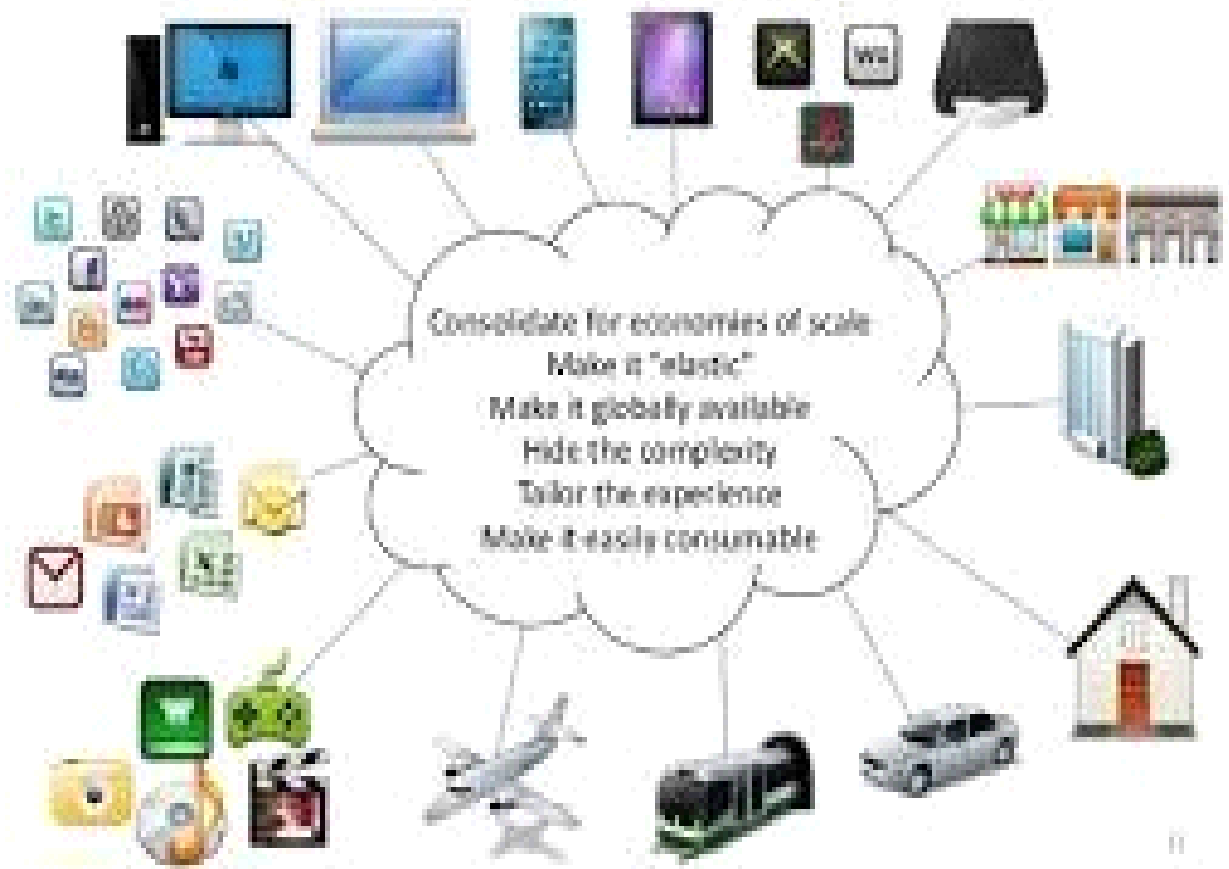 Consolidate for economies of scale
Make it "elastic"
Make it globally available
Hide the complexity
Tailor the experience
Make it easily consumable